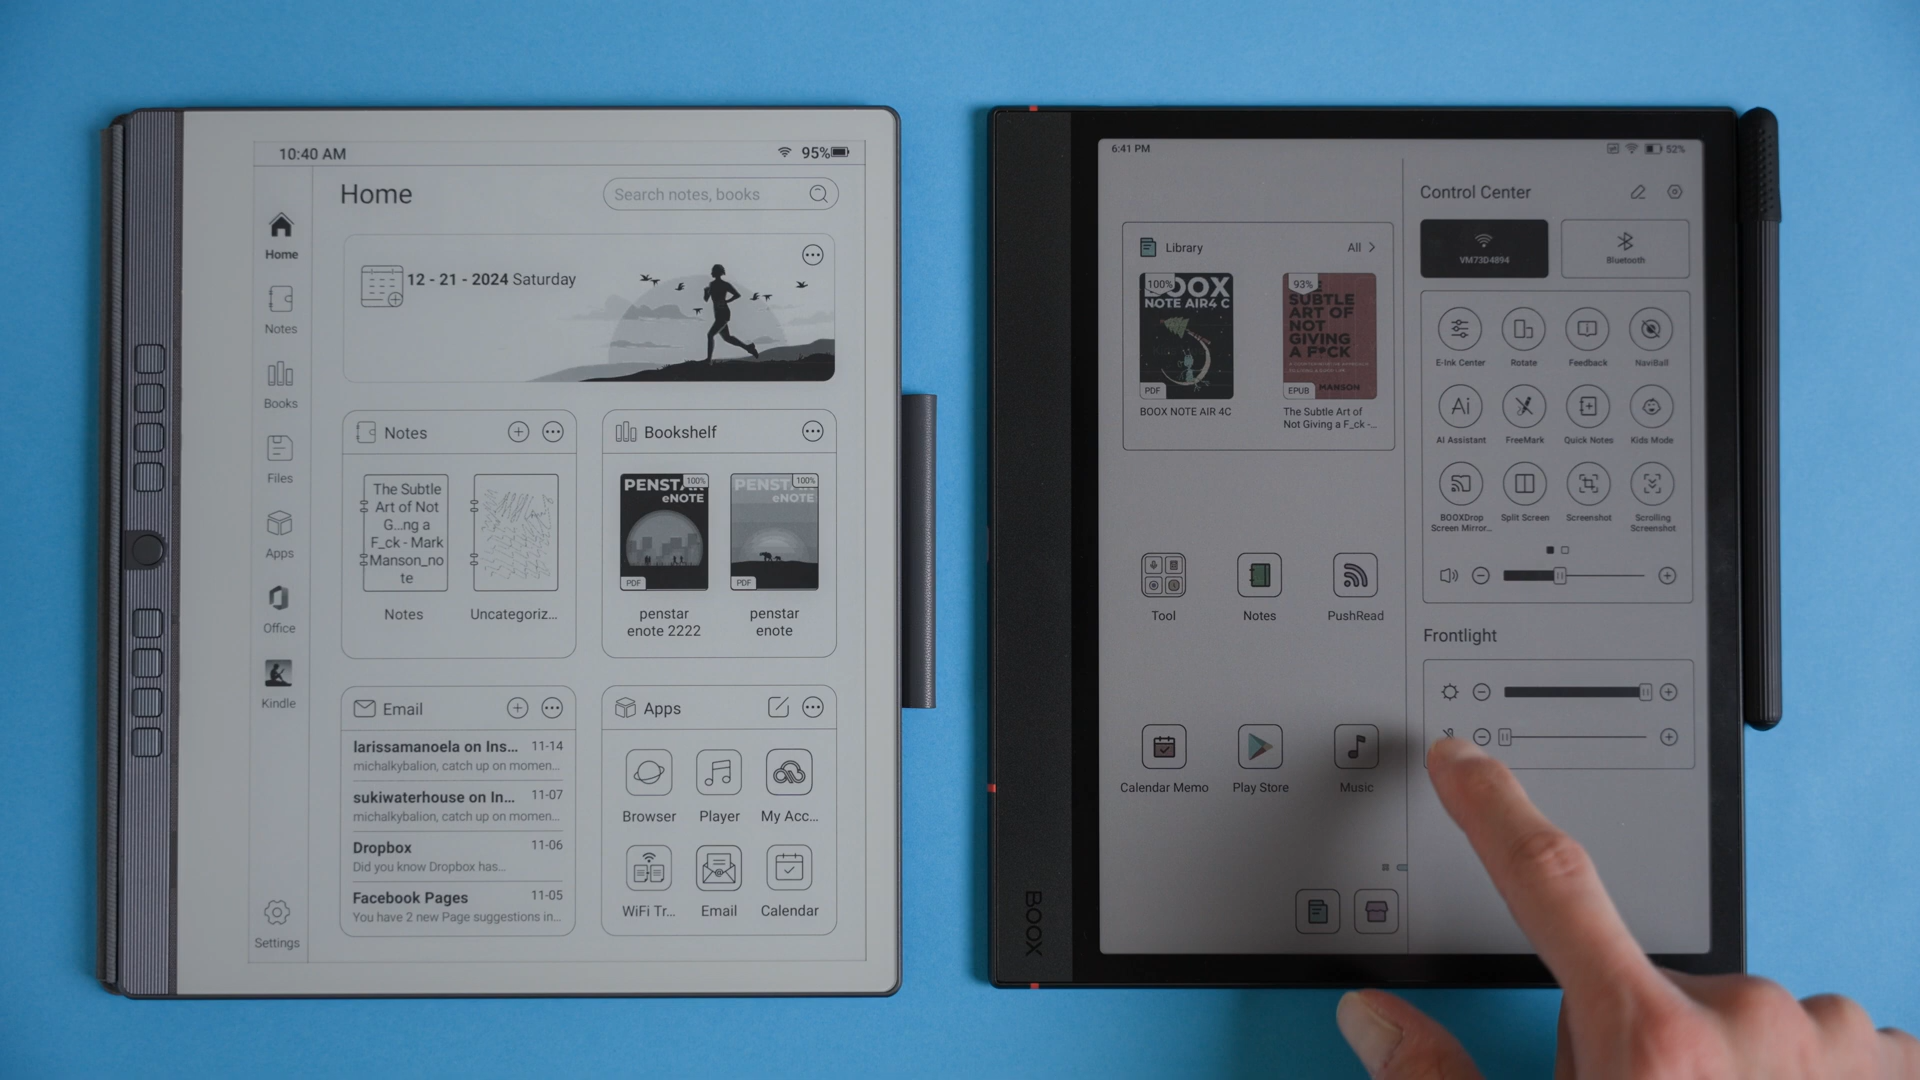 10:40 AM
95%
Home
Search notes, books
Home
Notes
Books
Files
Apps
Office
Kindle
Settings
12 - 21 - 2024 Saturday
Notes
The Subtle
Art of Not
G...ng a
F_ck - Mark
Manson_no
te
Notes
Uncategoriz...
Bookshelf
PENSTAR
eNOTE
100%
PDF
penstar
enote 2222
PENSTAR
eNOTE
100%
PDF
penstar
enote
Email
larissamanoela on Ins... 11-14
michalkybalion, catch up on momen...
sukiwaterhouse on In... 11-07
michalkybalion, catch up on momen...
Dropbox 11-06
Did you know Dropbox has...
Facebook Pages 11-05
You have 2 new Page suggestions in...
Apps
Browser
Player
My Acc...
WiFi Tr...
Email
Calendar
BOOX
6:41 PM
52%
Library
All >
100%
BOOX
NOTE AIR4 C
PDF
BOOX NOTE AIR 4C
93%
SUBTLE
ART OF
NOT
GIVING
A F*CK
MANSON
EPUB
The Subtle Art of
Not Giving a F_ck -...
Tool
Notes
PushRead
Calendar Memo
Play Store
Music
Control Center
VM73D4894
Bluetooth
E-Ink Center
Rotate
Feedback
NaviBall
Ai
AI Assistant
FreeMark
Quick Notes
Kids Mode
BOOXDrop
Screen Mirror...
Split Screen
Screenshot
Scrolling
Screenshot
Frontlight